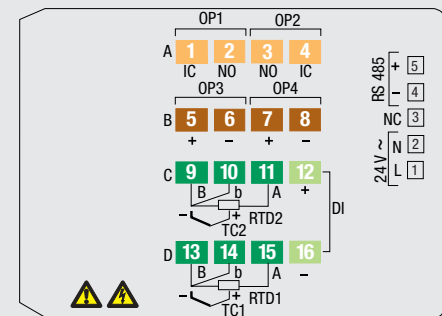 OP1 OP2
A 1 2 3 4
IC NO NO IC
OP3 OP4
B 5 6 7 8
+ − + −
C 9 10 11 12
B b A +
− + RTD2
TC2
DI
D 13 14 15 16
B b A −
− + RTD1
TC1
RS 485 + 5
− 4
NC 3
24 V ~ N 2
L 1